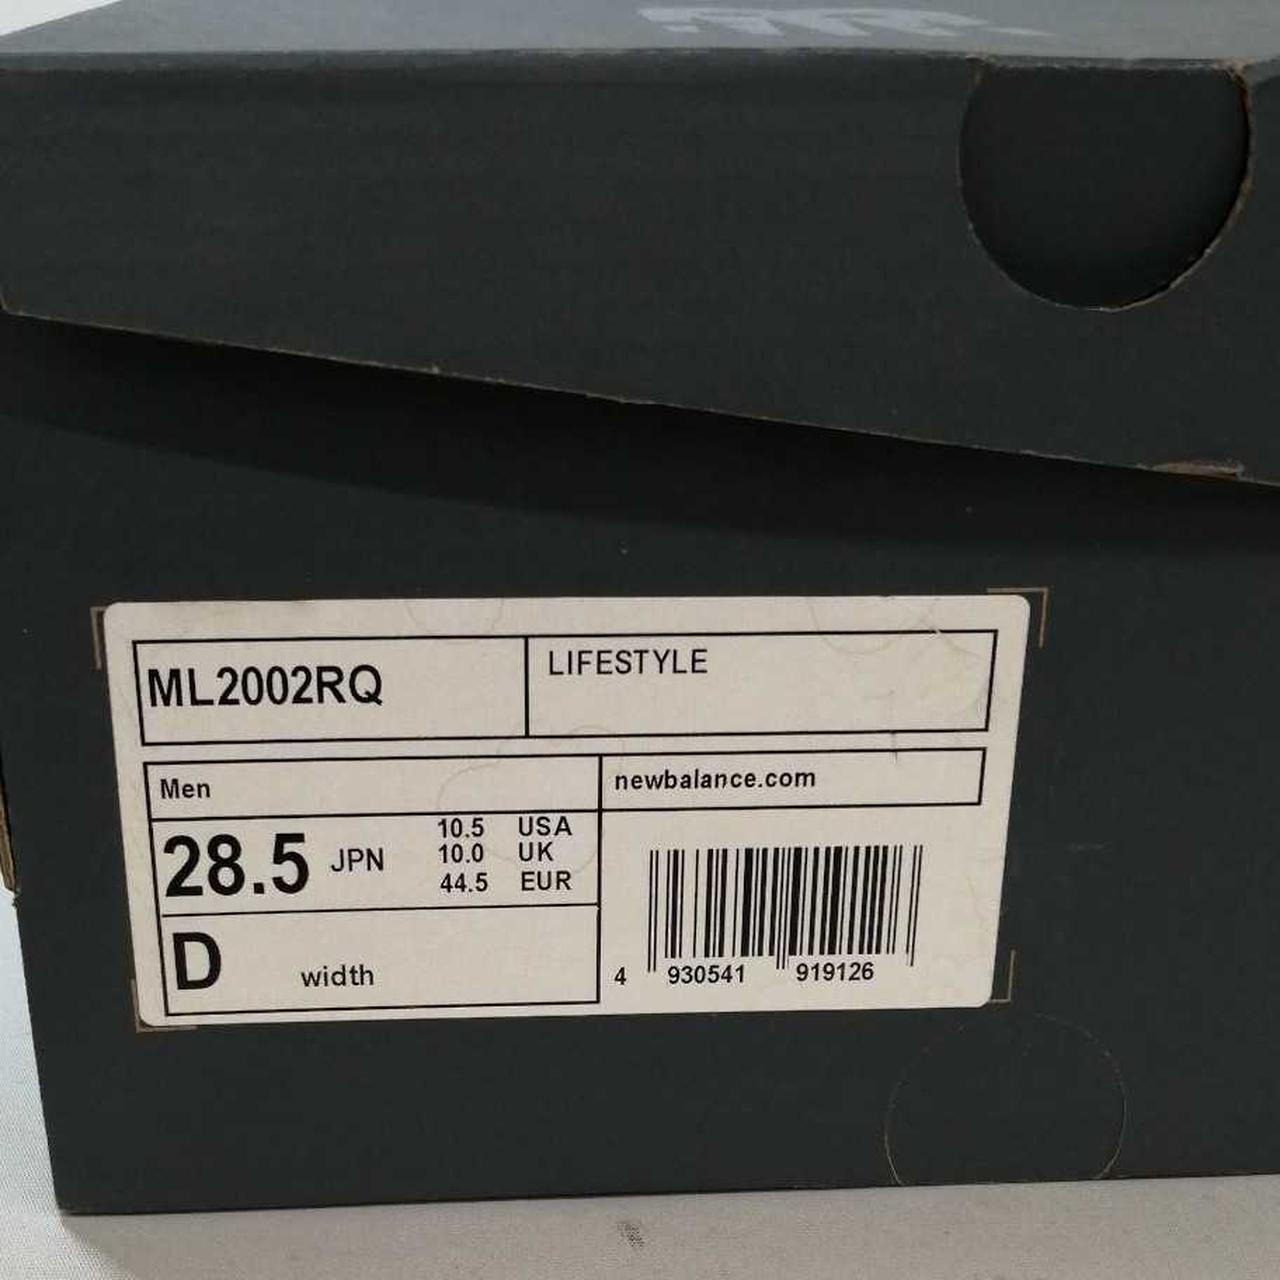 ML2002RQ
LIFESTYLE
Men
newbalance.com
28.5 JPN
10.5 USA
10.0 UK
44.5 EUR
D width
4 930541 919126